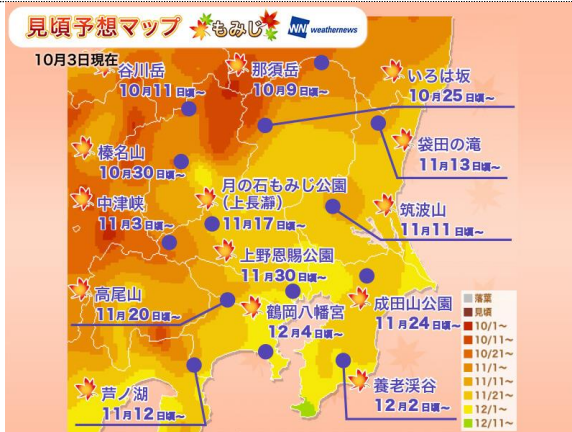 見頃予想マップ もみじ weathernews
10月3日現在
谷川岳
10月11日頃～
那須岳
10月9日頃～
いろは坂
10月25日頃～
榛名山
10月30日頃～
袋田の滝
11月13日頃～
中津峡
11月3日頃～
月の石もみじ公園
(上長瀞)
11月17日頃～
筑波山
11月11日頃～
上野恩賜公園
11月30日頃～
高尾山
11月20日頃～
鶴岡八幡宮
12月4日頃～
成田山公園
11月24日頃～
芦ノ湖
11月12日頃～
養老渓谷
12月2日頃～
落葉
見頃
10/1～
10/11～
10/21～
11/1～
11/11～
11/21～
12/1～
12/11～